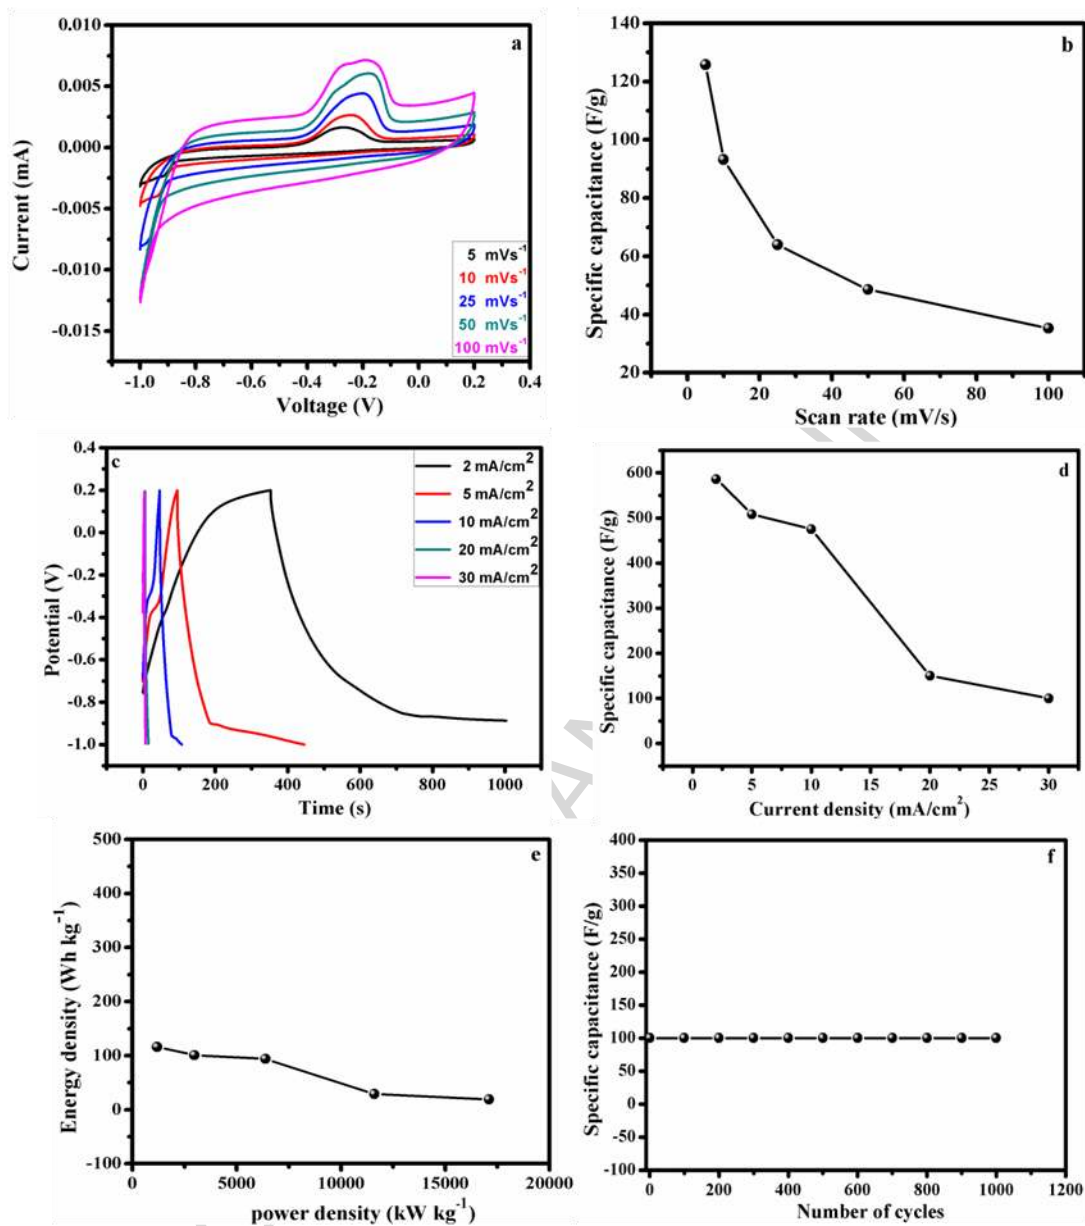 a
0.010
0.005
0.000
-0.005
-0.010
-0.015
Current (mA)
5 mVs-1
10 mVs-1
25 mVs-1
50 mVs-1
100 mVs-1
-1.0 -0.8 -0.6 -0.4 -0.2 0.0 0.2 0.4
Voltage (V)
b
140
120
100
80
60
40
20
Specific capacitance (F/g)
0 20 40 60 80 100
Scan rate (mV/s)
c
0.4
0.2
0.0
-0.2
-0.4
-0.6
-0.8
-1.0
Potential (V)
2 mA/cm2
5 mA/cm2
10 mA/cm2
20 mA/cm2
30 mA/cm2
0 200 400 600 800 1000
Time (s)
d
600
500
400
300
200
150
100
50
0
Specific capacitance (F/g)
0 5 10 15 20 25 30
Current density (mA/cm2)
e
500
400
300
200
100
0
-100
Energy density (Wh kg-1)
0 5000 10000 15000 20000
power density (kW kg-1)
f
400
350
300
250
200
150
100
50
0
-50
-100
Specific capacitance (F/g)
0 200 400 600 800 1000 1200
Number of cycles